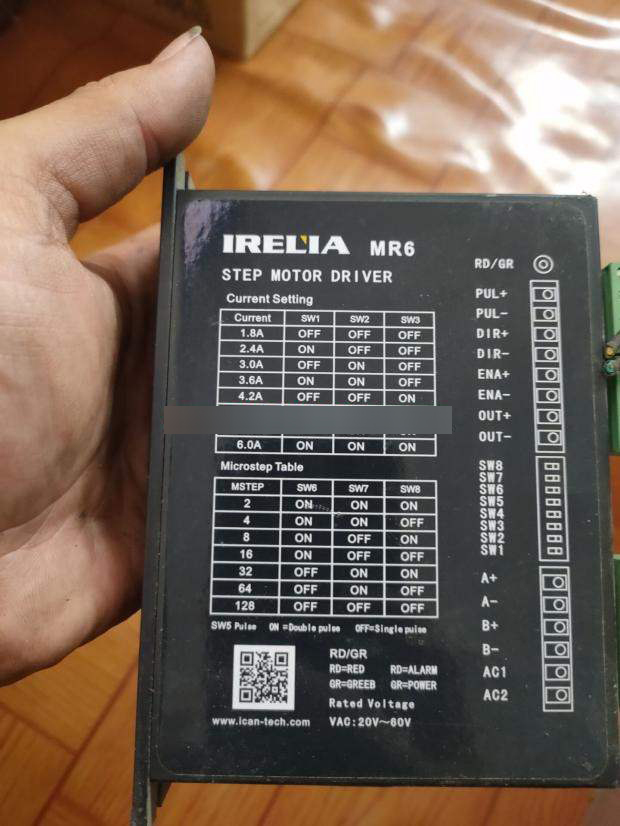 IRELIA MR6
STEP MOTOR DRIVER
Current Setting
Current SW1 SW2 SW3
1.8A OFF OFF OFF
2.4A ON OFF OFF
3.0A OFF ON OFF
3.6A ON ON OFF
4.2A OFF OFF ON
6.0A ON ON ON
Microstep Table
MSTEP SW6 SW7 SW8
2 ON ON ON
4 ON ON OFF
8 ON OFF ON
16 ON OFF OFF
32 OFF ON ON
64 OFF ON OFF
128 OFF OFF OFF
SW5 Pulse ON =Double pulse OFF=Single pulse
RD/GR
RD=RED RD=ALARM
GR=GREEB GR=POWER
Rated Voltage
VAC:20V~60V
www.ican-tech.com
RD/GR
PUL+
PUL-
DIR+
DIR-
ENA+
ENA-
OUT+
OUT-
SW8
SW7
SW6
SW5
SW4
SW3
SW2
SW1
A+
A-
B+
B-
AC1
AC2